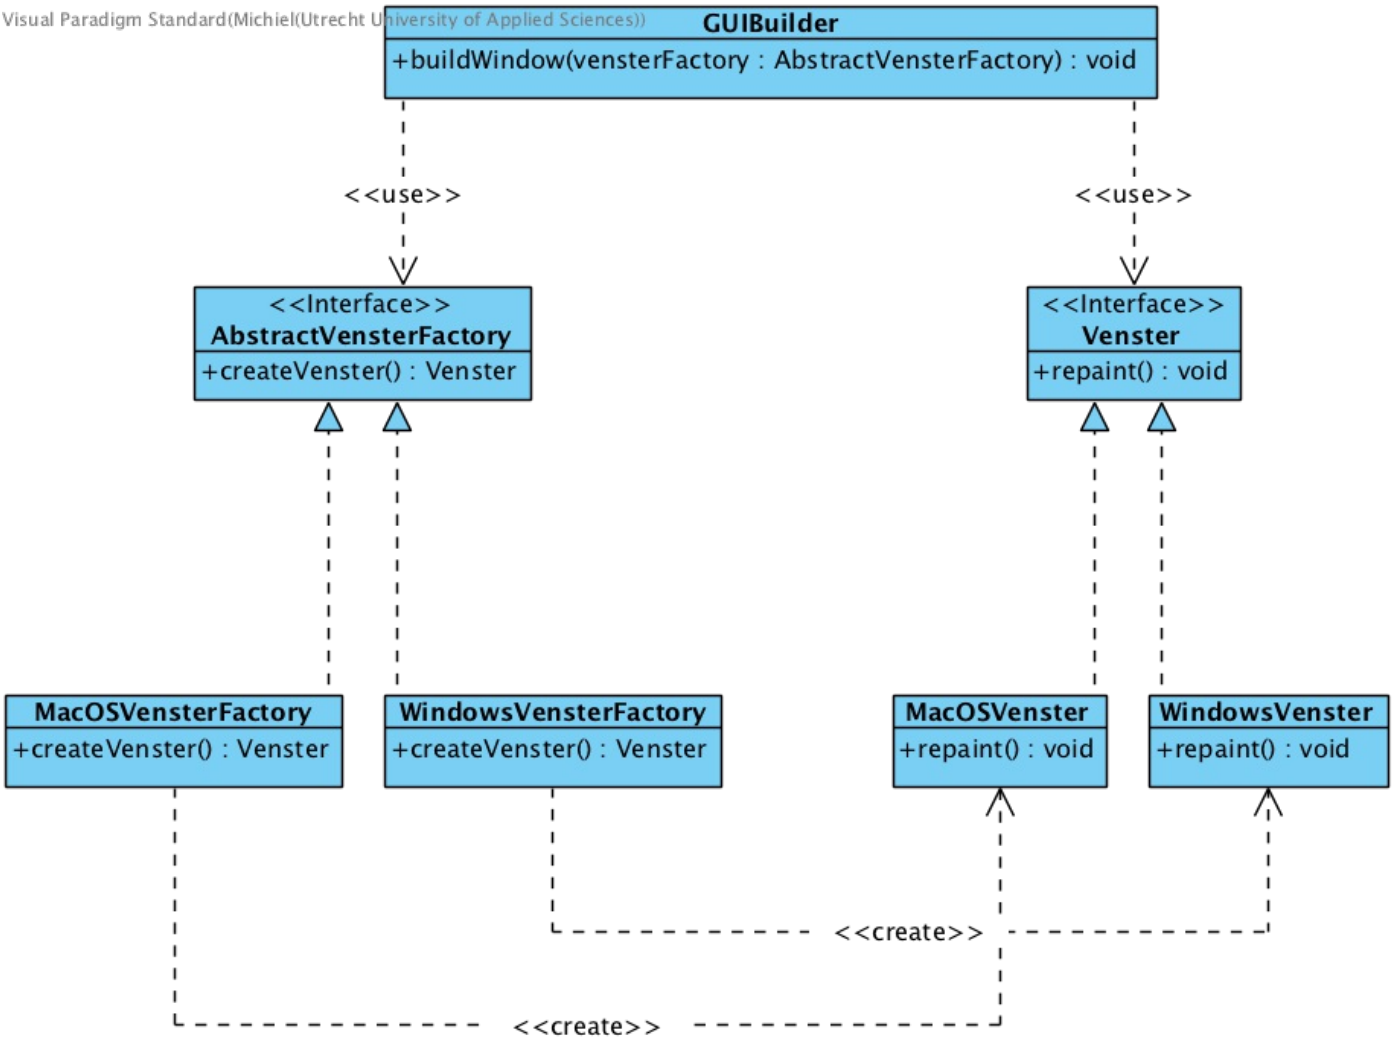 Visual Paradigm Standard(Michiel(Utrecht University of Applied Sciences))
GUIBuilder
+buildWindow(vensterFactory : AbstractVensterFactory) : void
<<use>>
<<use>>
<<Interface>>
AbstractVensterFactory
+createVenster() : Venster
<<Interface>>
Venster
+repaint() : void
MacOSVensterFactory
+createVenster() : Venster
WindowsVensterFactory
+createVenster() : Venster
MacOSVenster
+repaint() : void
WindowsVenster
+repaint() : void
<<create>>
<<create>>